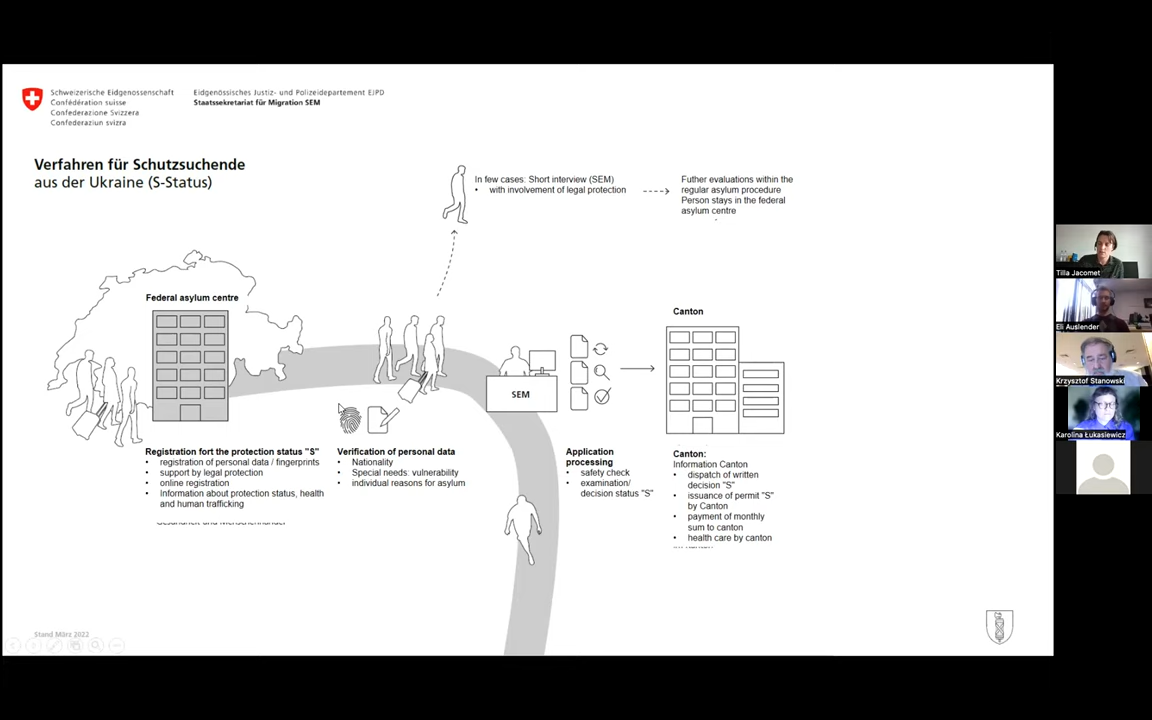 Schweizerische Eidgenossenschaft
Confédération suisse
Confederazione Svizzera
Confederaziun svizra
Eidgenössisches Justiz- und Polizeidepartement EJPD
Staatssekretariat für Migration SEM
Verfahren für Schutzsuchende
aus der Ukraine (S-Status)
In few cases: Short interview (SEM)
• with involvement of legal protection
Futher evaluations within the
regular asylum procedure
Person stays in the federal
asylum centre
Federal asylum centre
Canton
SEM
Registration fort the protection status "S"
• registration of personal data / fingerprints
• support by legal protection
• online registration
• Information about protection status, health
and human trafficking
Verification of personal data
• Nationality
• Special needs: vulnerability
• individual reasons for asylum
Application
processing
• safety check
• examination/
decision status "S"
Canton:
Information Canton
• dispatch of written
decision "S"
• issuance of permit "S"
by Canton
• payment of monthly
sum to canton
• health care by canton
Stand März 2022
Tilla Jacomet
Eli Auslender
Krzysztof Stanowski
Karolina Łukasiewicz